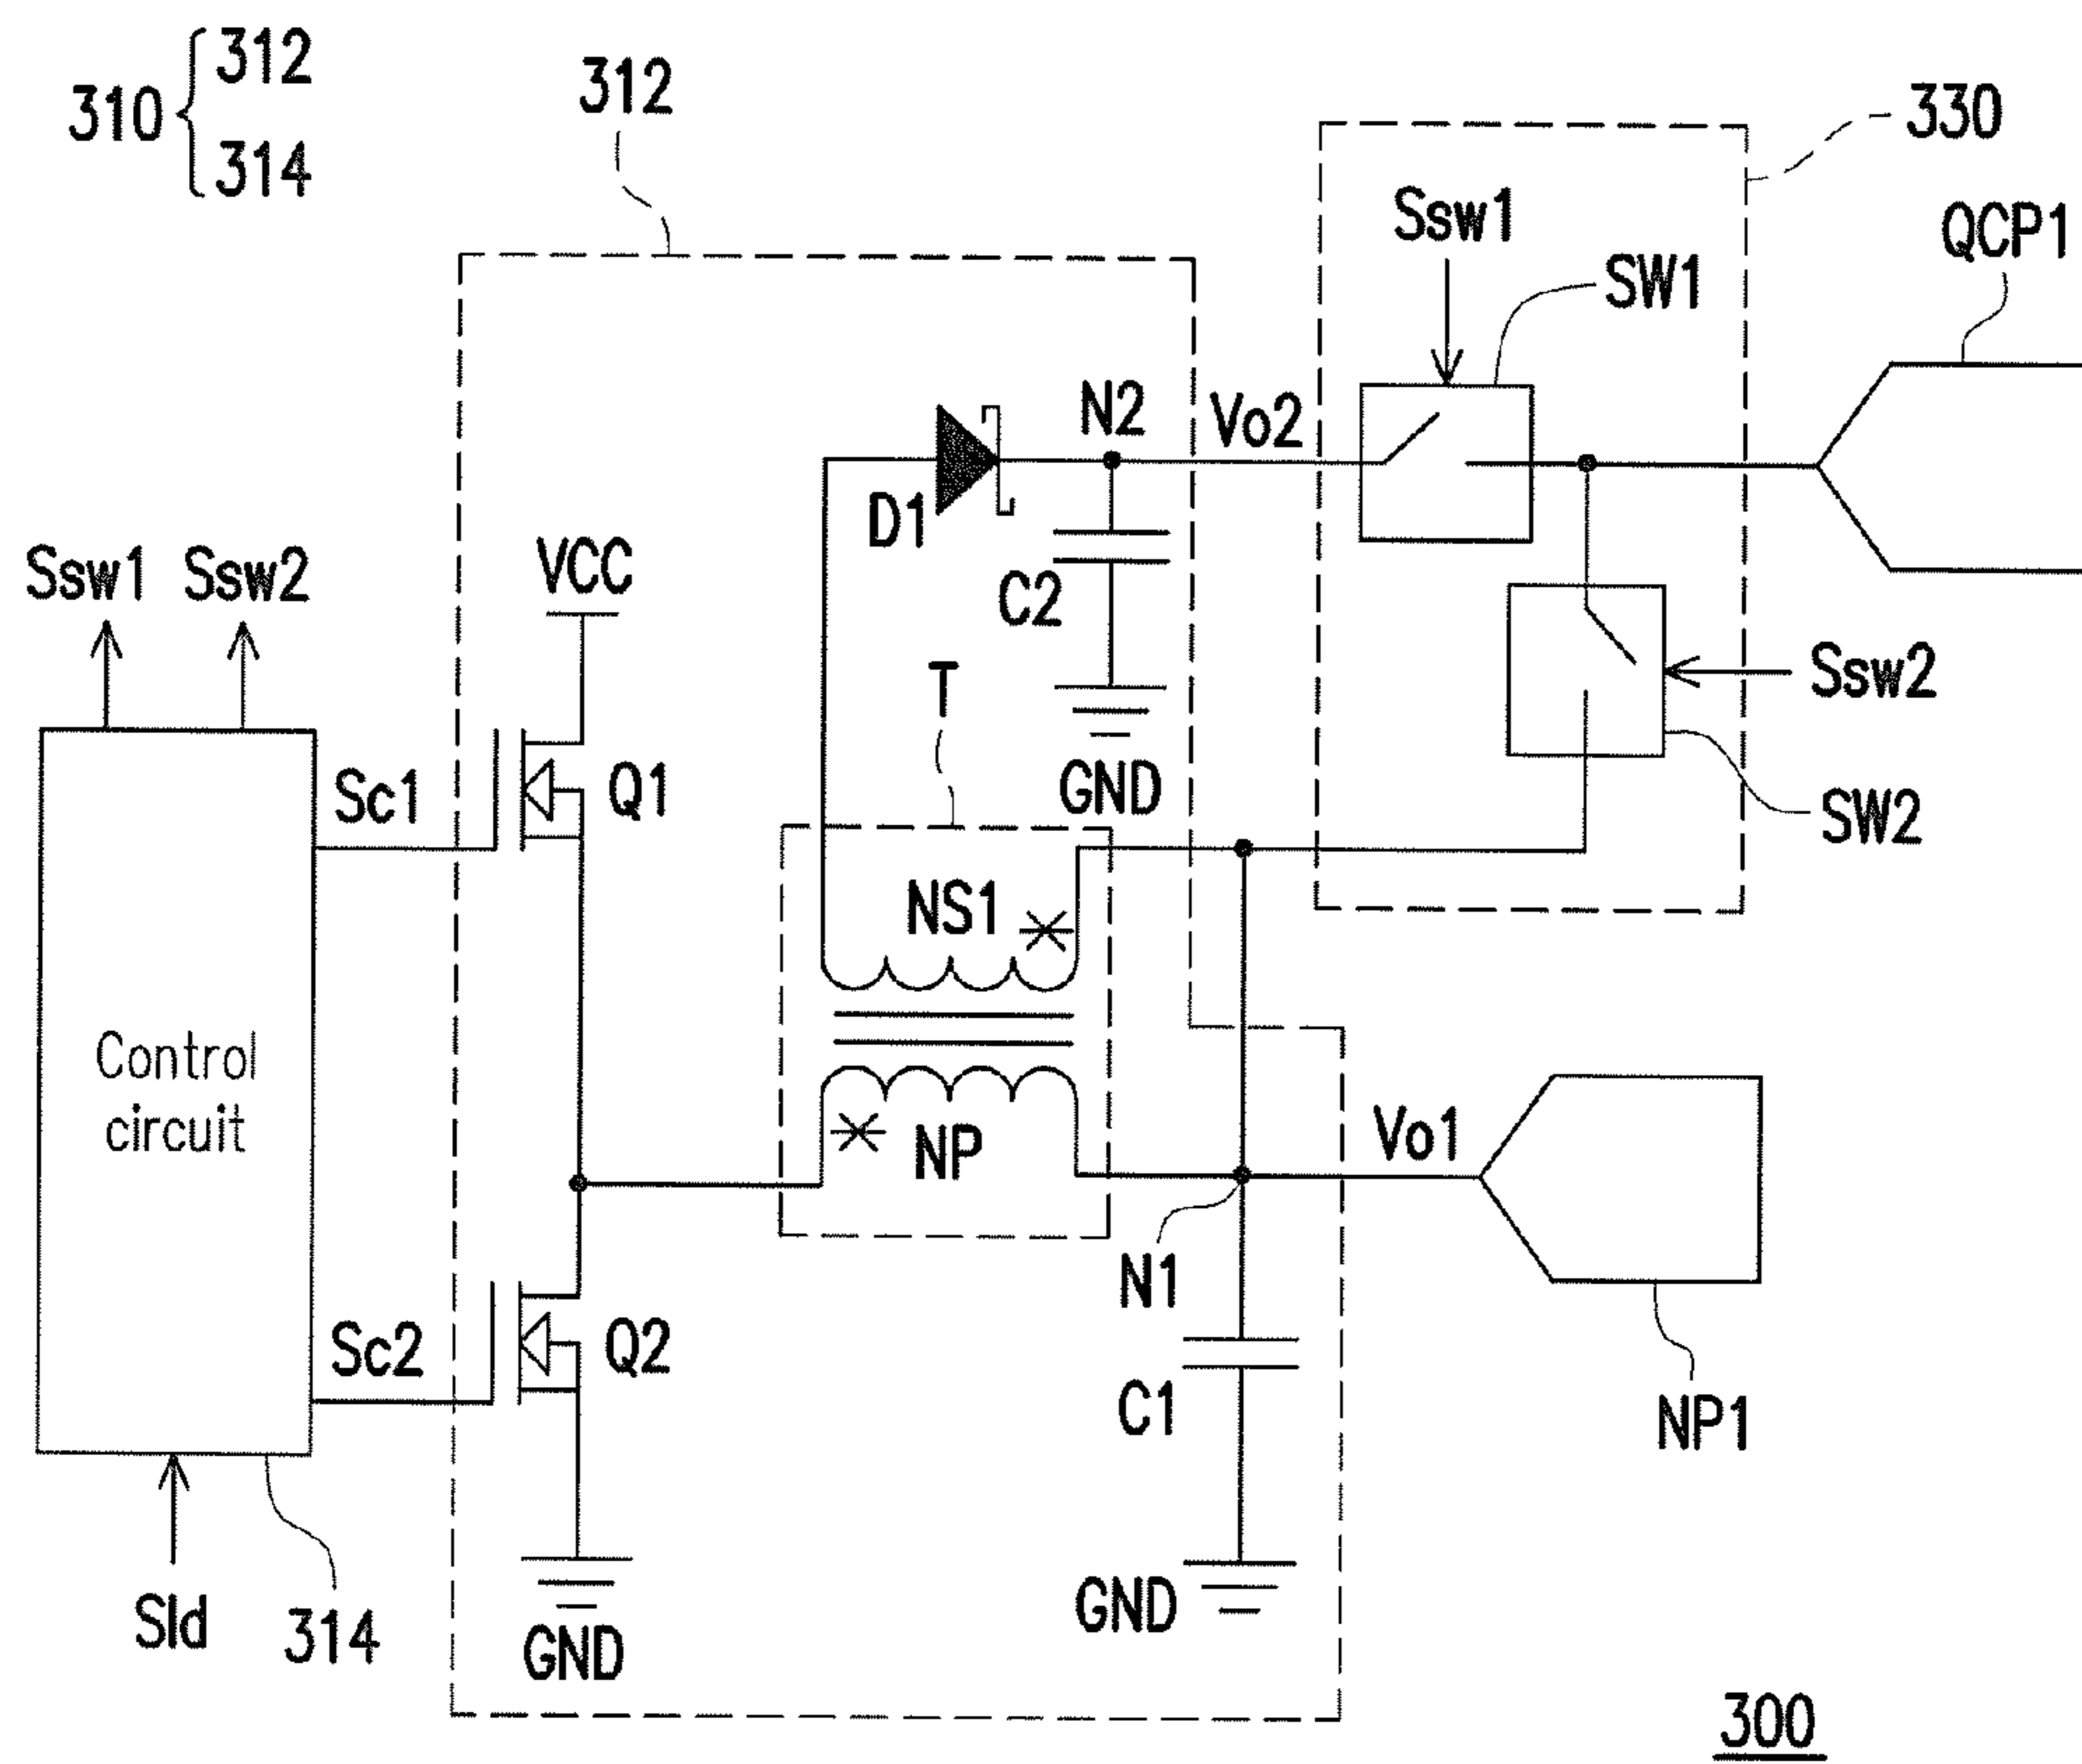 310 { 312
314
312
330
Ssw1
SW1
QCP1
N2
Vo2
D1
C2
VCC
Ssw1 Ssw2
T
GND
Ssw2
SW2
Sc1
Q1
NS1
Control
circuit
NP
Vo1
N1
Sc2
Q2
C1
NP1
SId
314
GND
GND
300